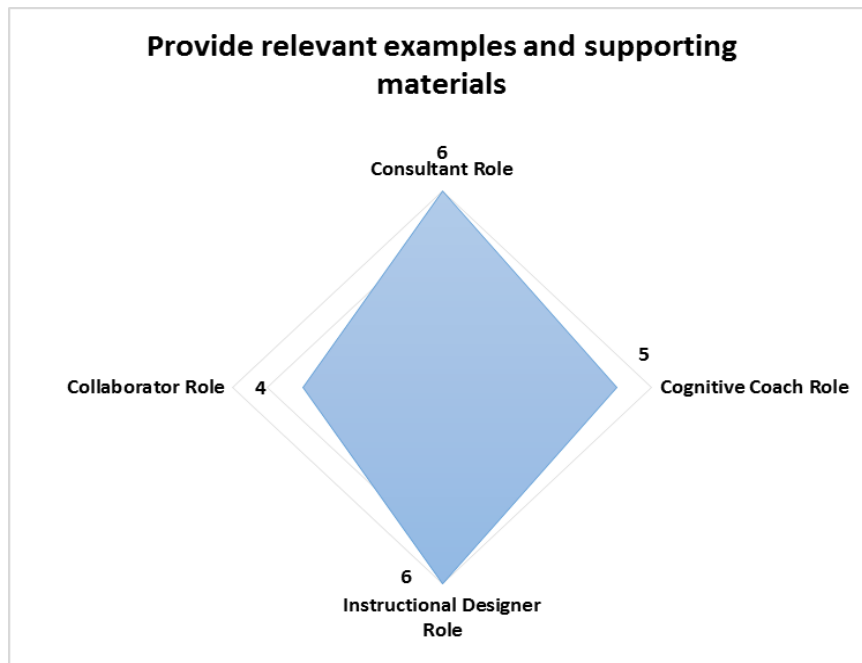 Provide relevant examples and supporting
materials
6
Consultant Role
5
Cognitive Coach Role
Collaborator Role
4
6
Instructional Designer
Role